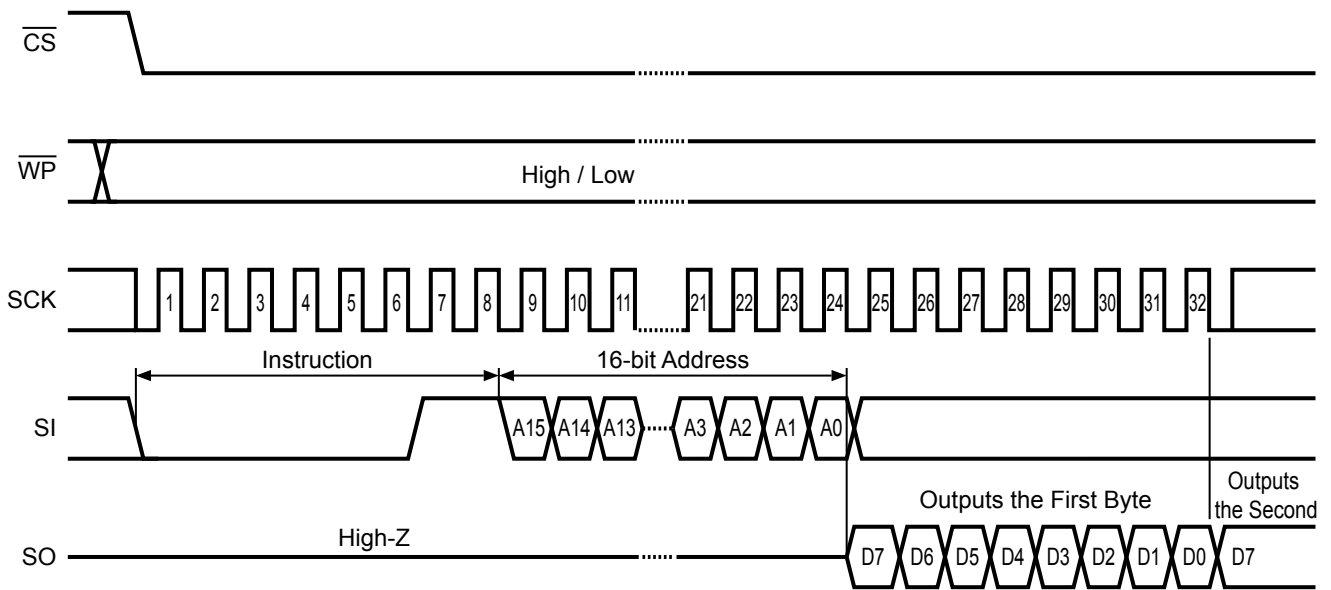 CS
WP
High / Low
SCK
1 2 3 4 5 6 7 8 9 10 11 21 22 23 24 25 26 27 28 29 30 31 32
Instruction
16-bit Address
SI
A15 A14 A13 A3 A2 A1 A0
Outputs the First Byte
Outputs
the Second
High-Z
SO
D7 D6 D5 D4 D3 D2 D1 D0 D7